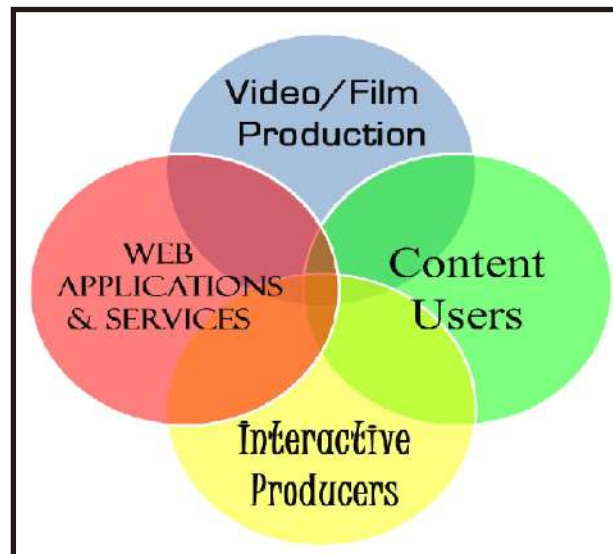 Video/Film
Production
WEB
APPLICATIONS
& SERVICES
Content
Users
Interactive
Producers